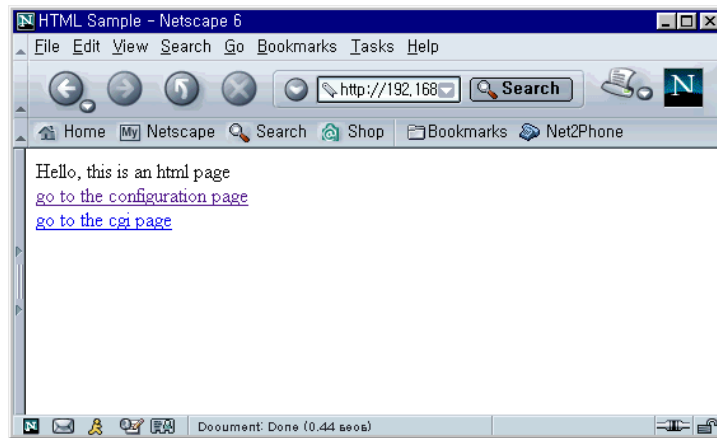 HTML Sample - Netscape 6
File Edit View Search Go Bookmarks Tasks Help
http://192,168 Search N
Home My Netscape Search Shop Bookmarks Net2Phone
Hello, this is an html page
go to the configuration page
go to the cgi page
Document: Done (0.44 secs)